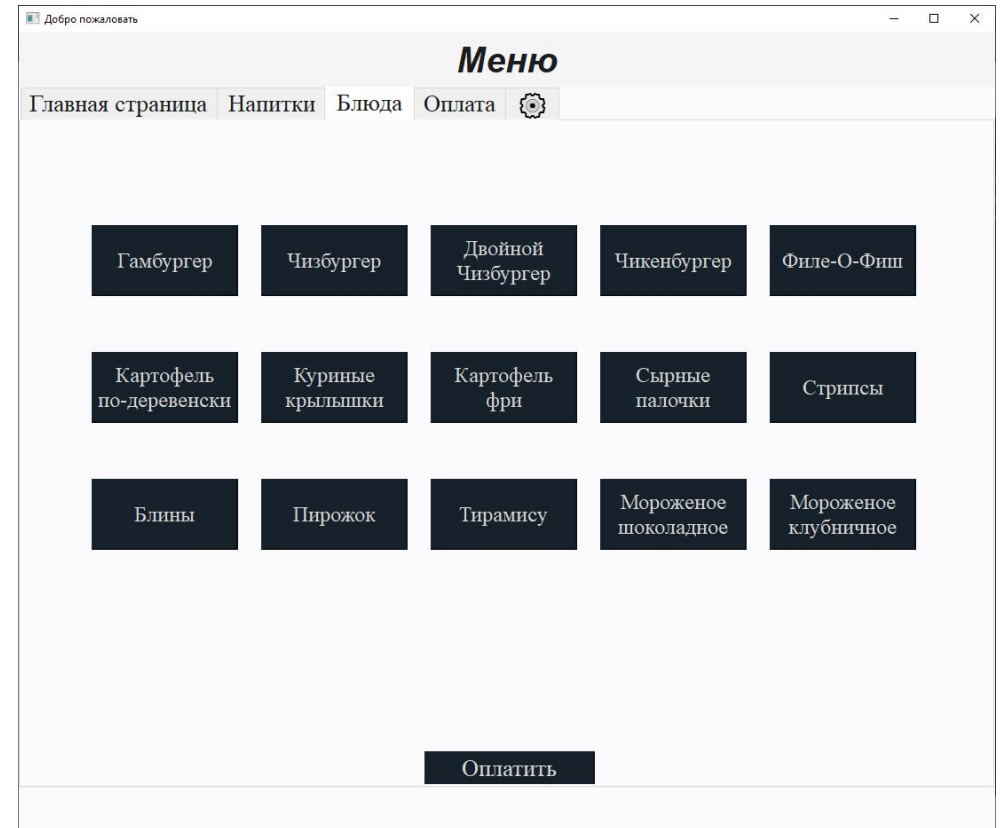 Добро пожаловать
Меню
Главная страница Напитки Блюда Оплата
Гамбургер
Чизбургер
Двойной
Чизбургер
Чикенбургер
Филе-О-Фиш
Картофель
по-деревенски
Куриные
крылышки
Картофель
фри
Сырные
палочки
Стрипсы
Блины
Пирожок
Тирамису
Мороженое
шоколадное
Мороженое
клубничное
Оплатить